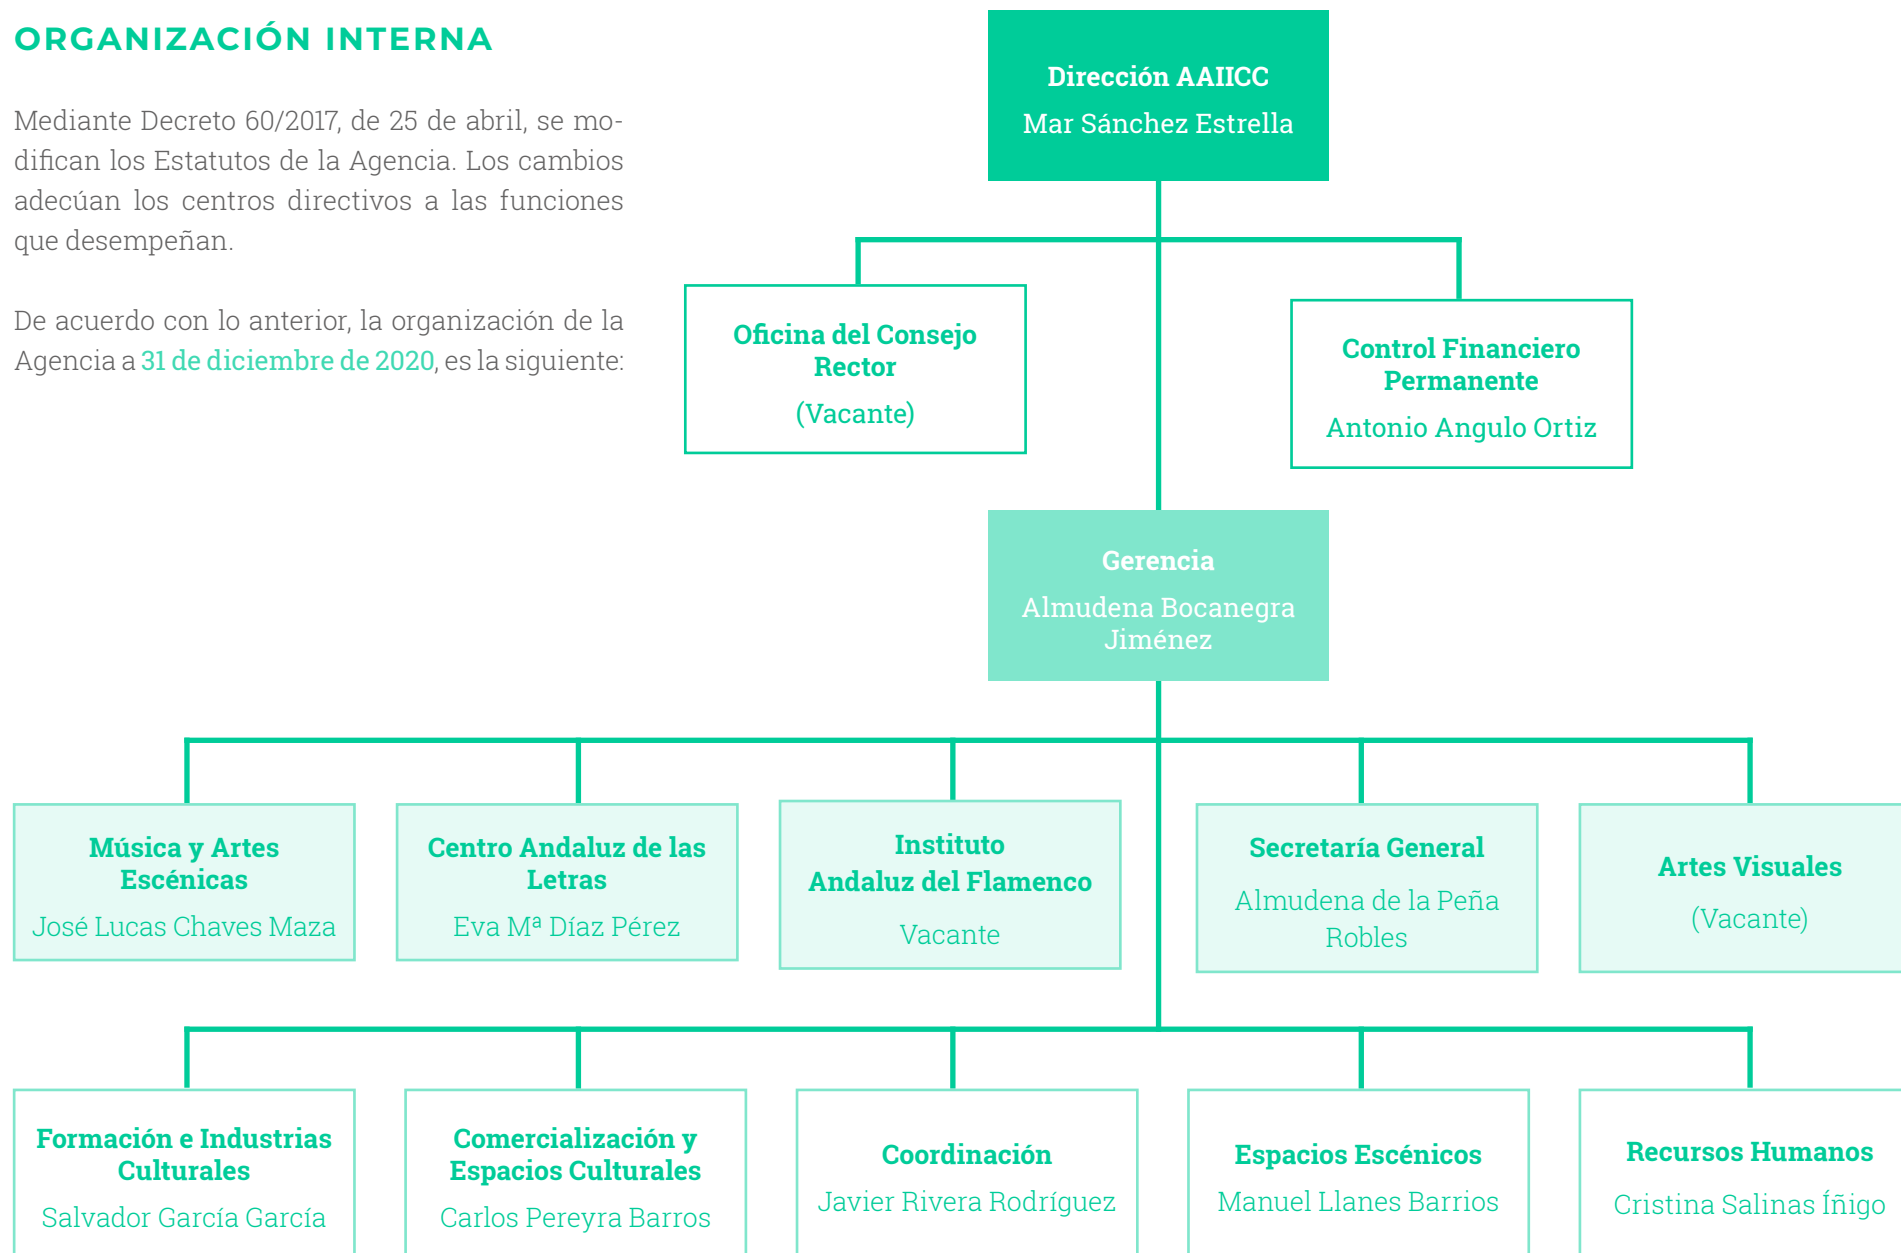 ORGANIZACIÓN INTERNA
Mediante Decreto 60/2017, de 25 de abril, se mo-
difican los Estatutos de la Agencia. Los cambios
adecúan los centros directivos a las funciones
que desempeñan.
De acuerdo con lo anterior, la organización de la
Agencia a 31 de diciembre de 2020, es la siguiente:
Dirección AAIICC
Mar Sánchez Estrella
Oficina del Consejo
Rector
(Vacante)
Control Financiero
Permanente
Antonio Angulo Ortiz
Gerencia
Almudena Bocanegra
Jiménez
Música y Artes
Escénicas
José Lucas Chaves Maza
Centro Andaluz de las
Letras
Eva Mª Díaz Pérez
Instituto
Andaluz del Flamenco
Vacante
Secretaría General
Almudena de la Peña
Robles
Artes Visuales
(Vacante)
Formación e Industrias
Culturales
Salvador García García
Comercialización y
Espacios Culturales
Carlos Pereyra Barros
Coordinación
Javier Rivera Rodríguez
Espacios Escénicos
Manuel Llanes Barrios
Recursos Humanos
Cristina Salinas Íñigo